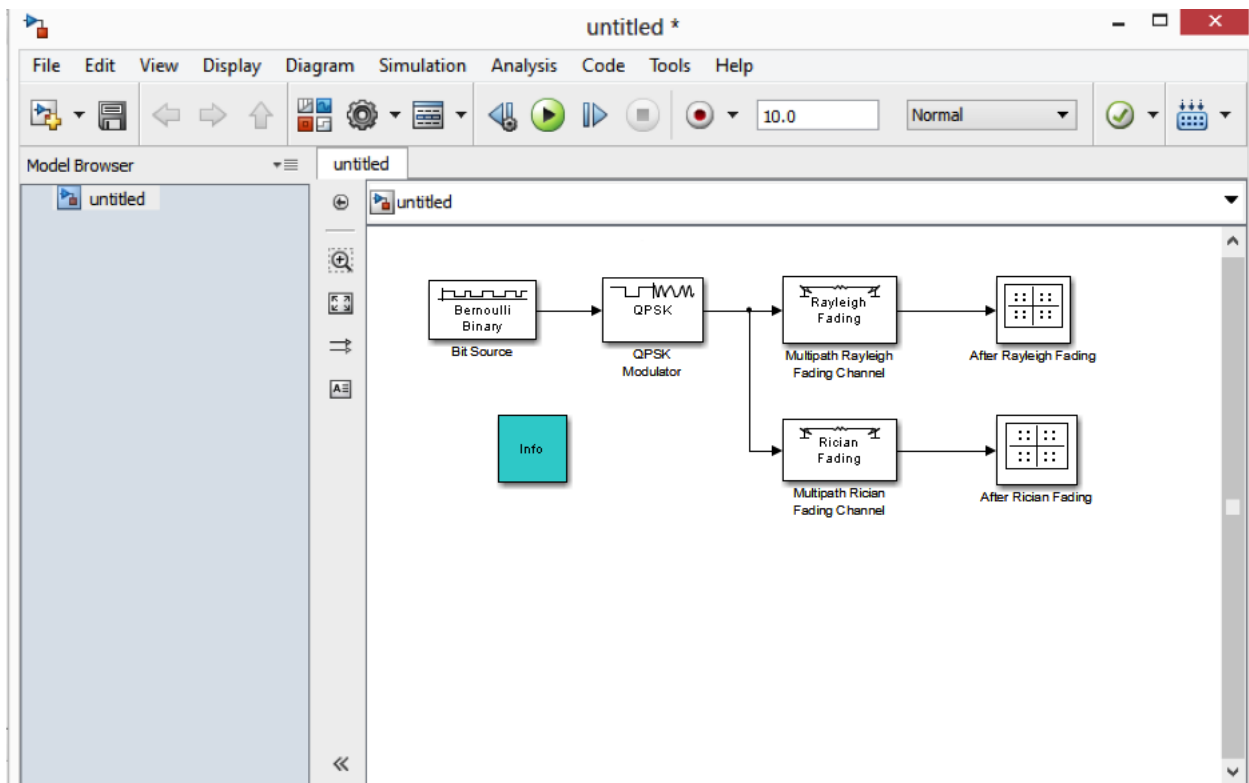 untitled *
File Edit View Display Diagram Simulation Analysis Code Tools Help
10.0 Normal
Model Browser
untitled
untitled
untitled
Bernoulli
Binary
Bit Source
QPSK
QPSK
Modulator
Rayleigh
Fading
Multipath Rayleigh
Fading Channel
After Rayleigh Fading
Info
Rician
Fading
Multipath Rician
Fading Channel
After Rician Fading